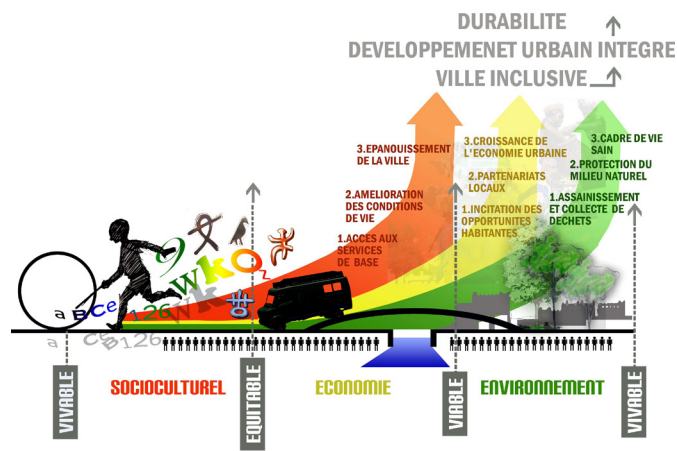 DURABILITE
DEVELOPPEMENET URBAIN INTEGRE
VILLE INCLUSIVE
3.EPANOUISSEMENT
DE LA VILLE
2.AMELIORATION
DES CONDITIONS
DE VIE
1.ACCES AUX
SERVICES
DE BASE
3.CROISSANCE DE
L'ECONOMIE URBAINE
2.PARTENARIATS
LOCAUX
1.INCITATION DES
OPPORTUNITES
HABITANTES
3.CADRE DE VIE
SAIN
2.PROTECTION DU
MILIEU NATUREL
1.ASSAINISSEMENT
ET COLLECTE DE
DECHETS
wko
a B C e 126
VIVABLE
SOCIOCULTUREL
EQUITABLE
ECONOMIE
VIABLE
ENVIRONNEMENT
VIVABLE